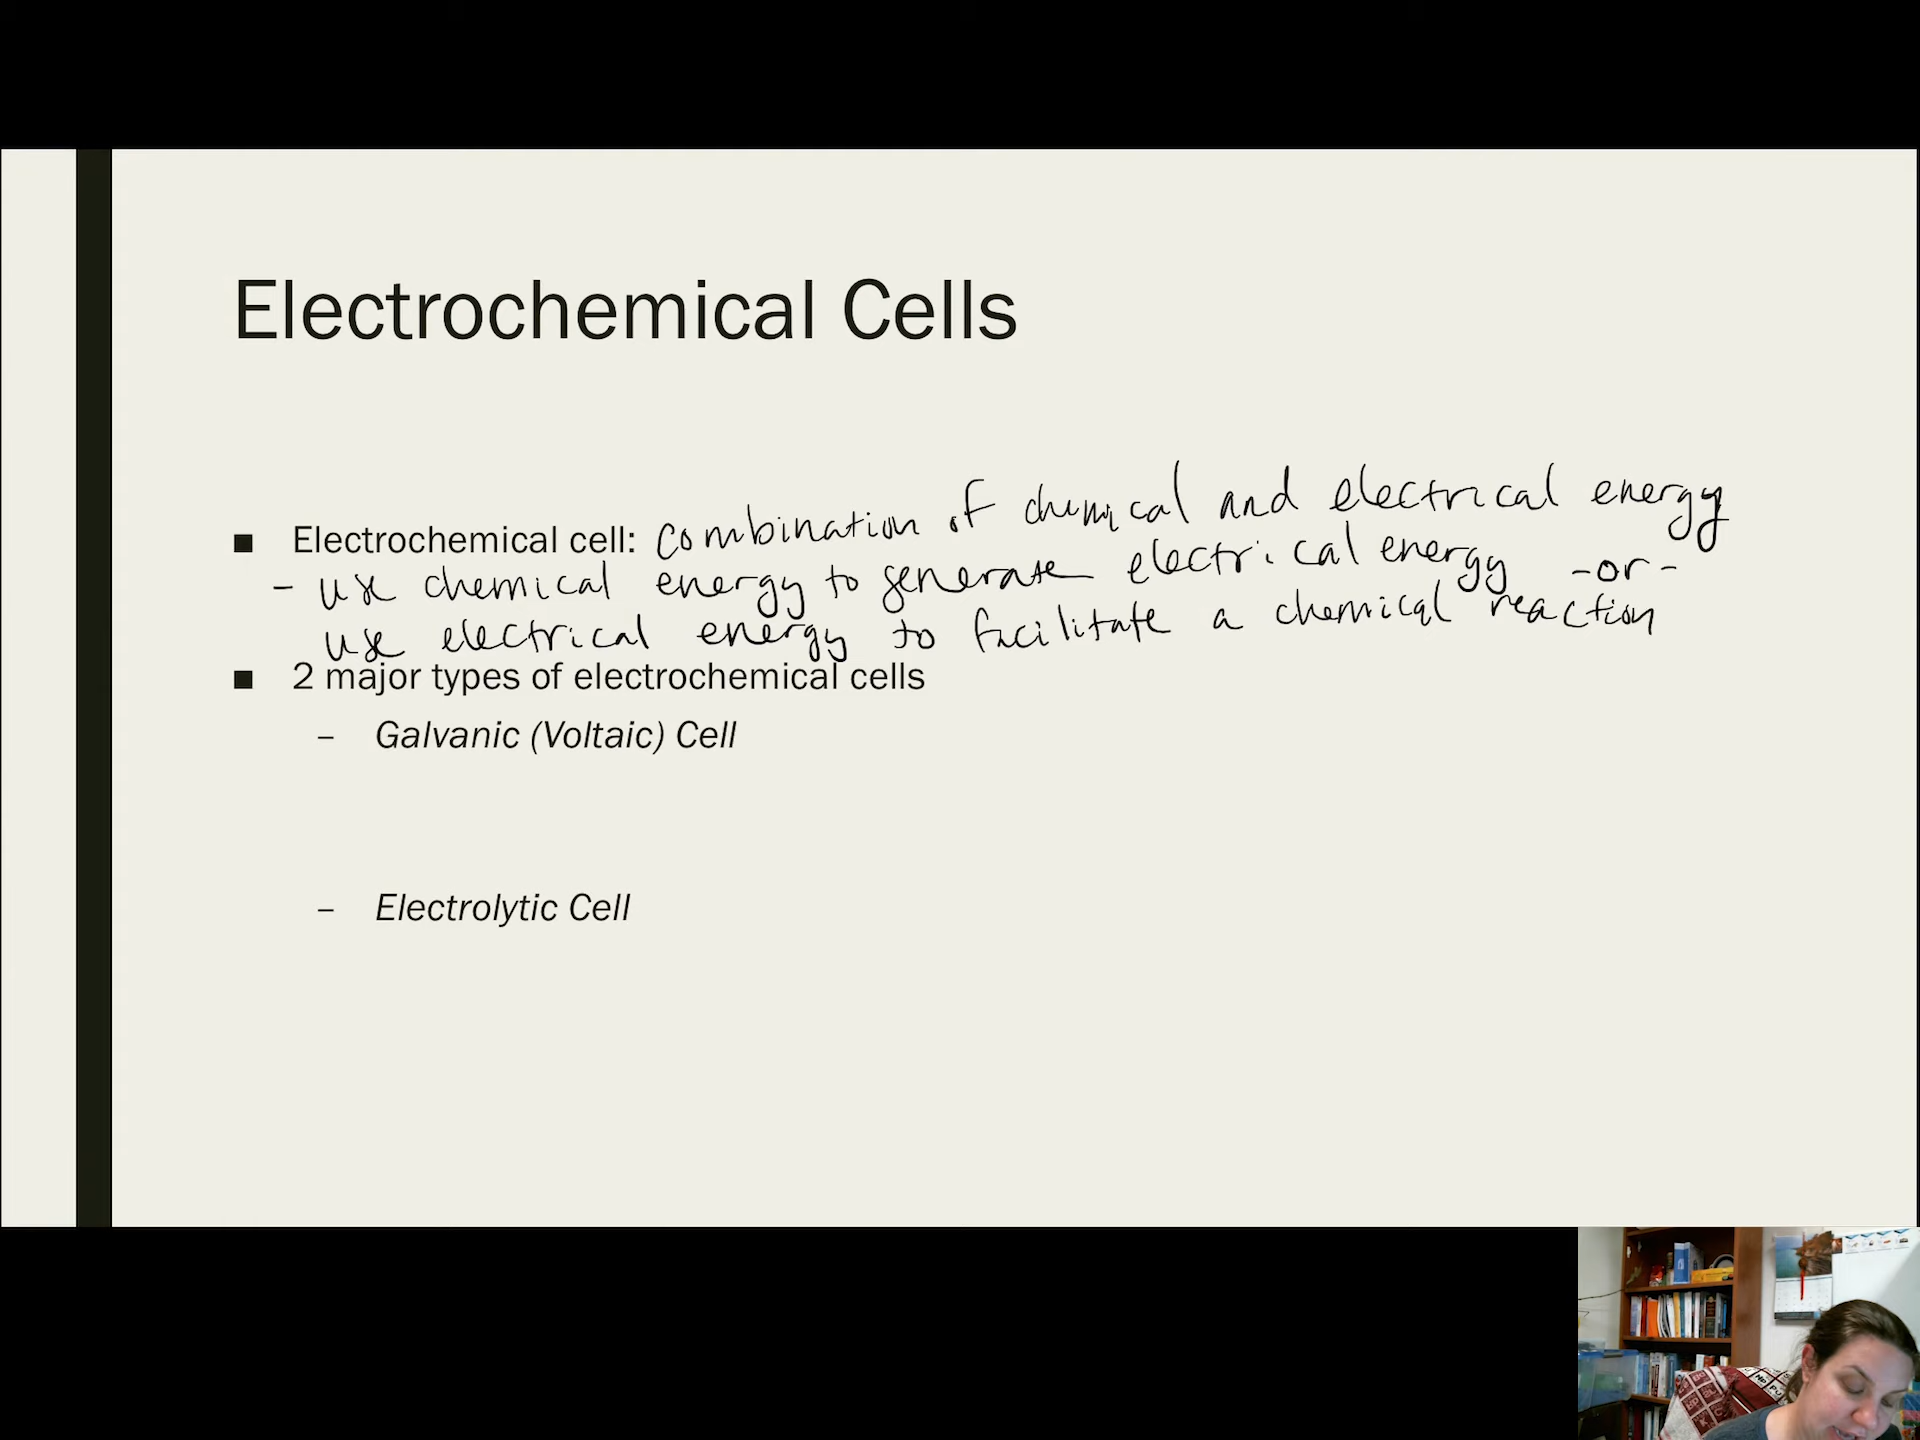 Electrochemical Cells
■ Electrochemical cell: combination of chemical and electrical energy
- use chemical energy to generate electrical energy -or-
use electrical energy to facilitate a chemical reaction
■ 2 major types of electrochemical cells
– Galvanic (Voltaic) Cell
– Electrolytic Cell